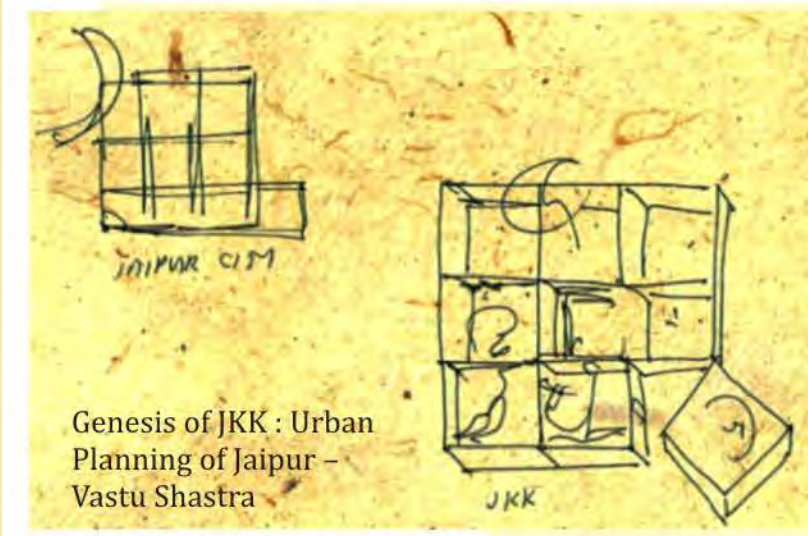 JAIPUR CITY
Genesis of JKK : Urban
Planning of Jaipur –
Vastu Shastra
JKK